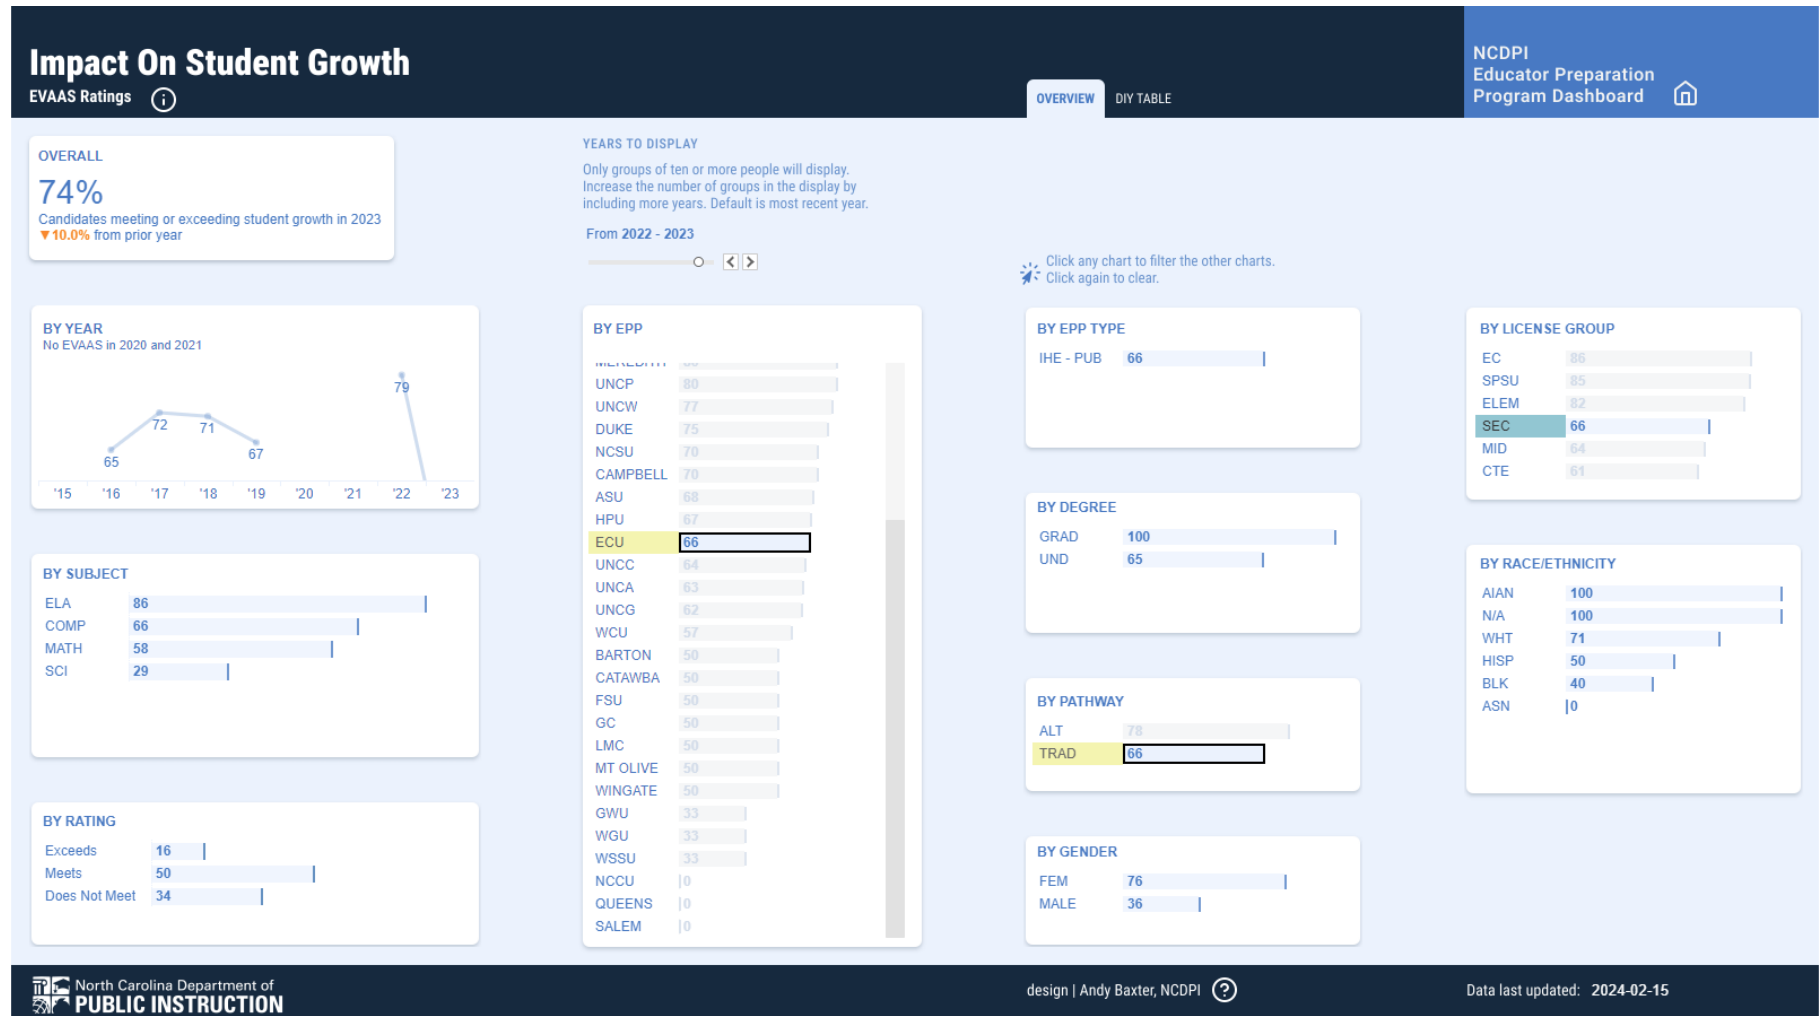 Impact On Student Growth
EVAAS Ratings
OVERVIEW
DIY TABLE
NCDPI
Educator Preparation
Program Dashboard
OVERALL
74%
Candidates meeting or exceeding student growth in 2023
▼10.0% from prior year
YEARS TO DISPLAY
Only groups of ten or more people will display.
Increase the number of groups in the display by
including more years. Default is most recent year.
From 2022 - 2023
Click any chart to filter the other charts.
Click again to clear.
BY YEAR
No EVAAS in 2020 and 2021
79
72
71
67
65
'15 '16 '17 '18 '19 '20 '21 '22 '23
BY SUBJECT
ELA 86
COMP 66
MATH 58
SCI 29
BY RATING
Exceeds 16
Meets 50
Does Not Meet 34
BY EPP
UNCP 80
UNCW 77
DUKE 75
NCSU 70
CAMPBELL 70
ASU 68
HPU 67
ECU 66
UNCC 64
UNCA 63
UNCG 62
WCU 57
BARTON 50
CATAWBA 50
FSU 50
GC 50
LMC 50
MT OLIVE 50
WINGATE 50
GWU 33
WGU 33
WSSU 33
NCCU 0
QUEENS 0
SALEM 0
BY EPP TYPE
IHE - PUB 66
BY DEGREE
GRAD 100
UND 65
BY PATHWAY
ALT 78
TRAD 66
BY GENDER
FEM 76
MALE 36
BY LICENSE GROUP
EC 86
SPSU 85
ELEM 82
SEC 66
MID 64
CTE 61
BY RACE/ETHNICITY
AIAN 100
N/A 100
WHT 71
HISP 50
BLK 40
ASN 0
North Carolina Department of
PUBLIC INSTRUCTION
design | Andy Baxter, NCDPI
Data last updated: 2024-02-15